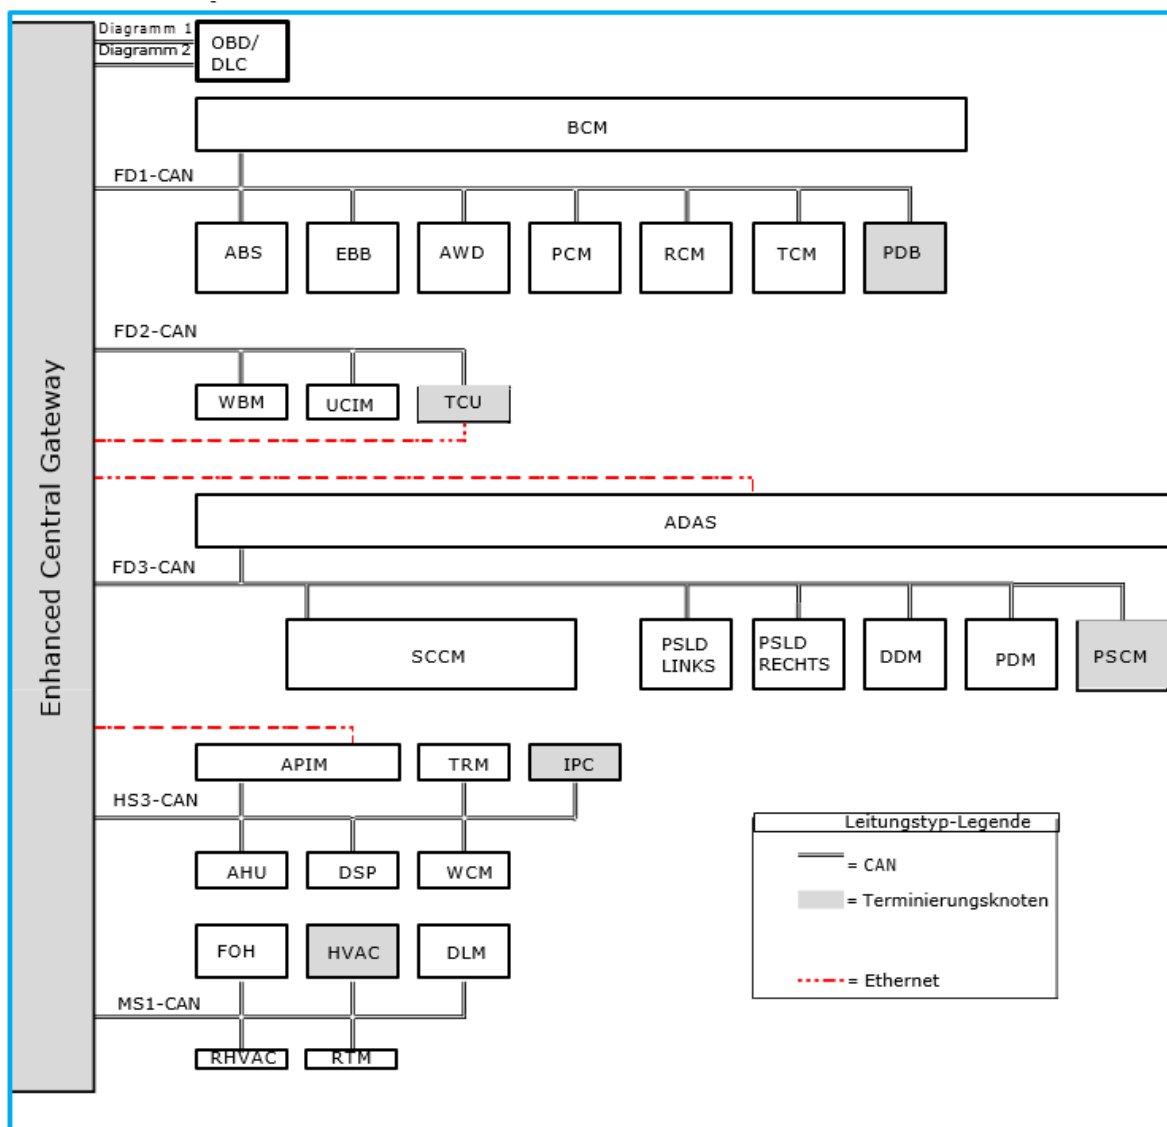 Diagramm 1
Diagramm 2
OBD/
DLC
BCM
FD1-CAN
ABS
EBB
AWD
PCM
RCM
TCM
PDB
FD2-CAN
WBM
UCIM
TCU
Enhanced Central Gateway
ADAS
FD3-CAN
SCCM
PSLD
LINKS
PSLD
RECHTS
DDM
PDM
PSCM
APIM
TRM
IPC
HS3-CAN
AHU
DSP
WCM
Leitungstyp-Legende
= CAN
= Terminierungsknoten
= Ethernet
FOH
HVAC
DLM
MS1-CAN
RHVAC
RTM